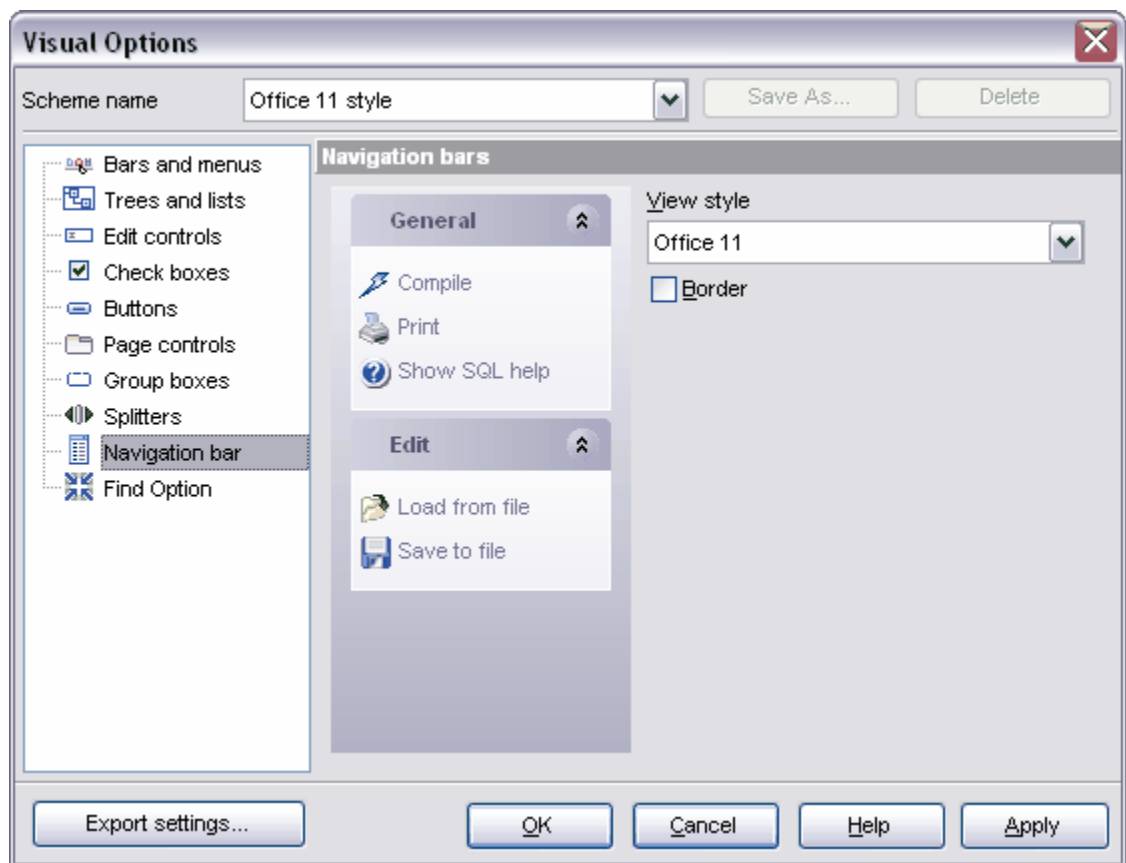 Visual Options
Scheme name
Office 11 style
Save As...
Delete
Bars and menus
Trees and lists
Edit controls
Check boxes
Buttons
Page controls
Group boxes
Splitters
Navigation bar
Find Option
Navigation bars
General
Compile
Print
Show SQL help
Edit
Load from file
Save to file
View style
Office 11
Border
Export settings...
OK
Cancel
Help
Apply